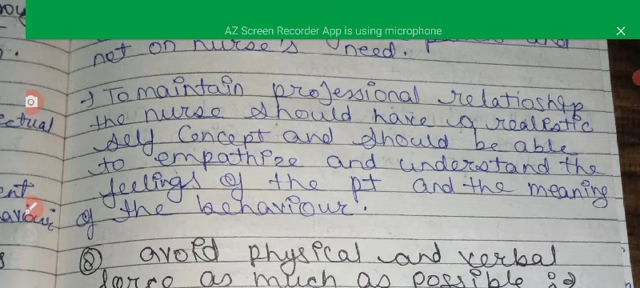 AZ Screen Recorder App is using microphone
not on nurse's need.
→ To maintain professional relatioship
the nurse should have a realistic
self concept and should be able
to empathize and understand the
feelings of the pt and the meaning
of the behaviour.
⑧ avoid physical and verbal
force as much as possible :-